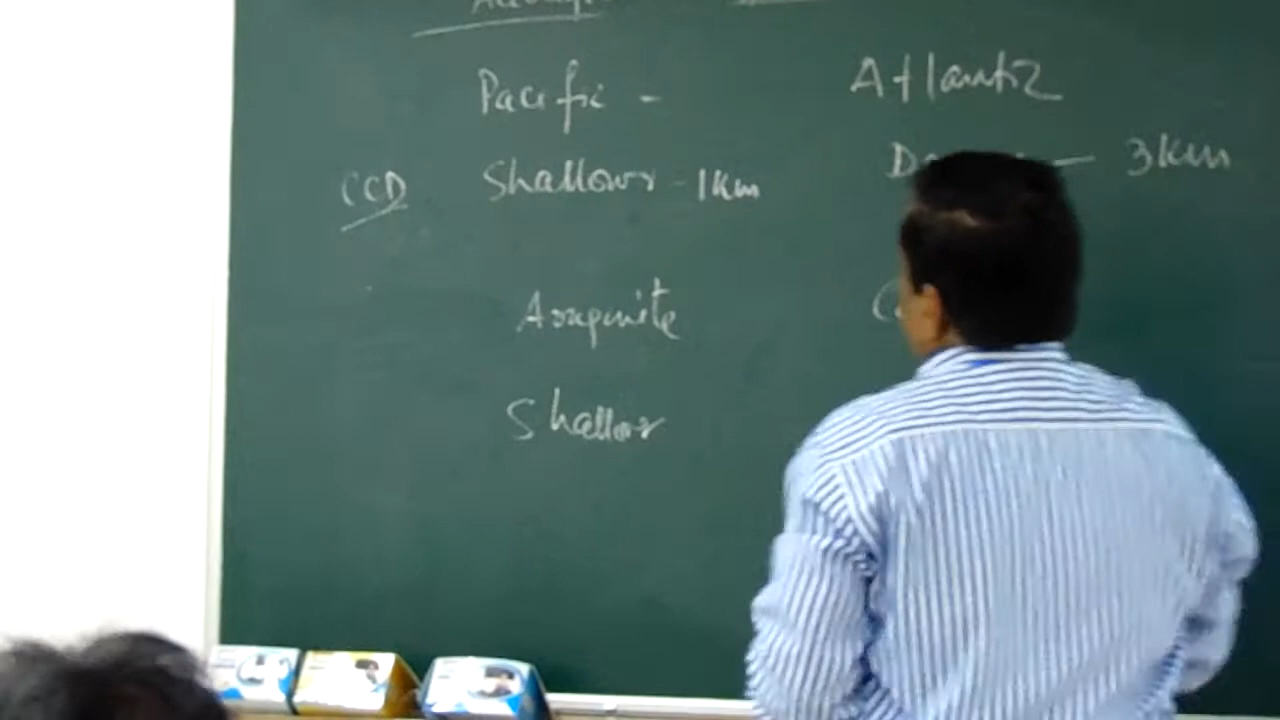 Pacific - Atlantic
CCD Shallow - 1km — 3km
Aragonite
Shallow